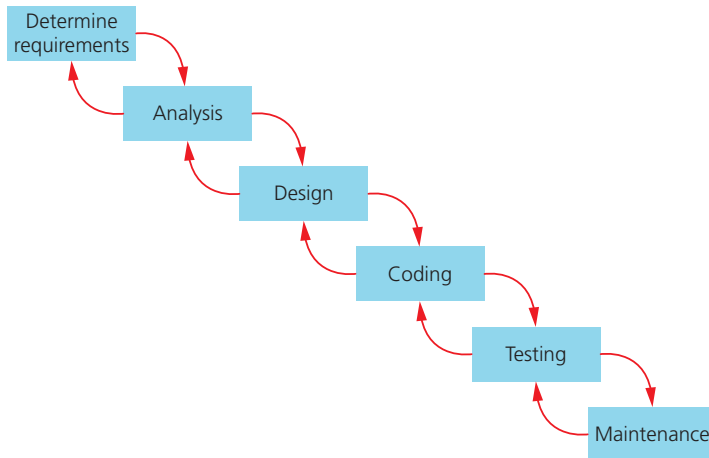 Determine
requirements
Analysis
Design
Coding
Testing
Maintenance